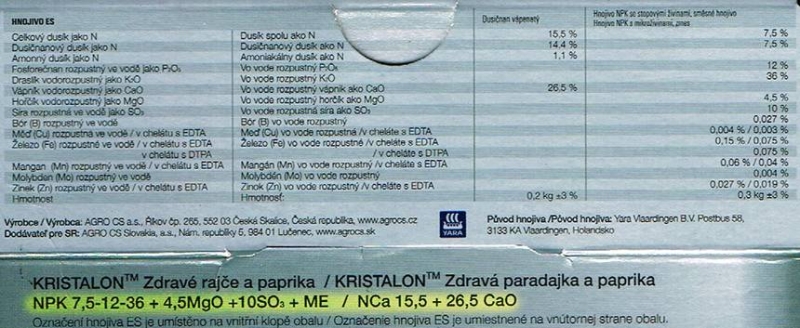 HNOJIVO ES Dusičnan vápenatý Hnojivo NPK se stopovými živinami, směsné hnojivo
Hnojivo NPK s mikroživinami, zmes
Celkový dusík jako N Dusík spolu ako N 15,5 % 7,5 %
Dusičnanový dusík jako N Dusičnanový dusík ako N 14,4 % 7,5 %
Amonný dusík jako N Amoniakálny dusík ako N 1,1 %
Fosforečnan rozpustný ve vodě jako P₂O₅ Vo vode rozpustný P₂O₅ 12 %
Draslík vodorozpustný jako K₂O Vo vode rozpustný K₂O 36 %
Vápník vodorozpustný jako CaO Vo vode rozpustný vápnik ako CaO 26,5 %
Hořčík vodorozpustný jako MgO Vo vode rozpustný horčík ako MgO 4,5 %
Síra rozpustná ve vodě jako SO₃ Vo vode rozpustná síra ako SO₃ 10 %
Bór (B) rozpustný ve vodě Bór (B) vo vode rozpustný 0,027 %
Měď (Cu) rozpustná ve vodě / v chelátu s EDTA Meď (Cu) vo vode rozpustná /v cheláte s EDTA 0,004 % / 0,003 %
Železo (Fe) rozpustné ve vodě / v chelátu s EDTA Železo (Fe) vo vode rozpustné /v cheláte s EDTA 0,15 % / 0,075 %
/ v chelátu s DTPA / v cheláte s DTPA 0,075 %
Mangan (Mn) rozpustný ve vodě / v chelátu s EDTA Mangán (Mn) vo vode rozpustný /v cheláte s EDTA 0,06 % / 0,04 %
Molybden (Mo) rozpustný ve vodě Molybdén (Mo) vo vode rozpustný 0,004 %
Zinek (Zn) rozpustný ve vodě / v chelátu s EDTA Zinok (Zn) vo vode rozpustný /v cheláte s EDTA 0,027 % / 0,019 %
Hmotnost Hmotnosť: 0,2 kg ±3 % 0,3 kg ±3 %
Výrobce / Výrobca: AGRO CS a.s., Říkov čp. 265, 552 03 Česká Skalice, Česká republika, www.agrocs.cz
Dodávateľ pre SR: AGRO CS Slovakia, a.s., Nám. republiky 5, 984 01 Lučenec, www.agrocs.sk
YARA
Původ hnojiva /Pôvod hnojiva: Yara Vlaardingen B.V. Postbus 58,
3133 KA Vlaardingen, Holandsko
KRISTALON™ Zdravé rajče a paprika / KRISTALON™ Zdravá paradajka a paprika
NPK 7,5-12-36 + 4,5MgO +10SO₃ + ME / NCa 15,5 + 26,5 CaO
Označení hnojiva ES je umístěno na vnitřní klopě obalu. / Označenie hnojiva ES je umiestnené na vnútornej strane obalu.